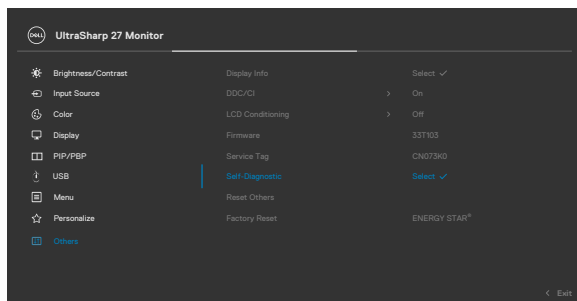 DELL UltraSharp 27 Monitor
Brightness/Contrast Display Info Select ✓
Input Source DDC/CI > On
Color LCD Conditioning > Off
Display Firmware 33T103
PIP/PBP Service Tag CN073K0
USB Self-Diagnostic Select ✓
Menu Reset Others
Personalize Factory Reset ENERGY STAR®
Others
< Exit